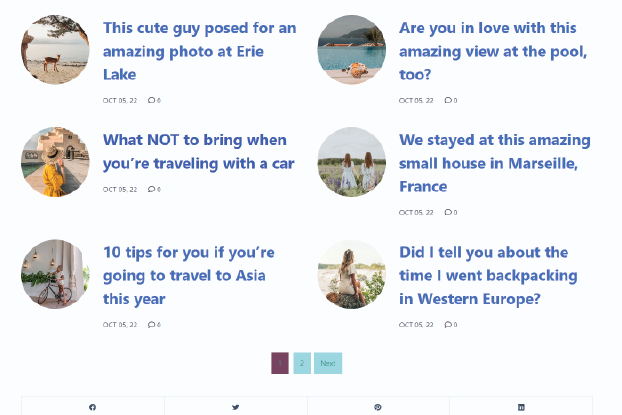 This cute guy posed for an
amazing photo at Erie
Lake
OCT 05, 22 0
Are you in love with this
amazing view at the pool,
too?
OCT 05, 22 0
What NOT to bring when
you’re traveling with a car
OCT 05, 22 0
We stayed at this amazing
small house in Marseille,
France
OCT 05, 22 0
10 tips for you if you’re
going to travel to Asia
this year
OCT 05, 22 0
Did I tell you about the
time I went backpacking
in Western Europe?
OCT 05, 22 0
2 Next